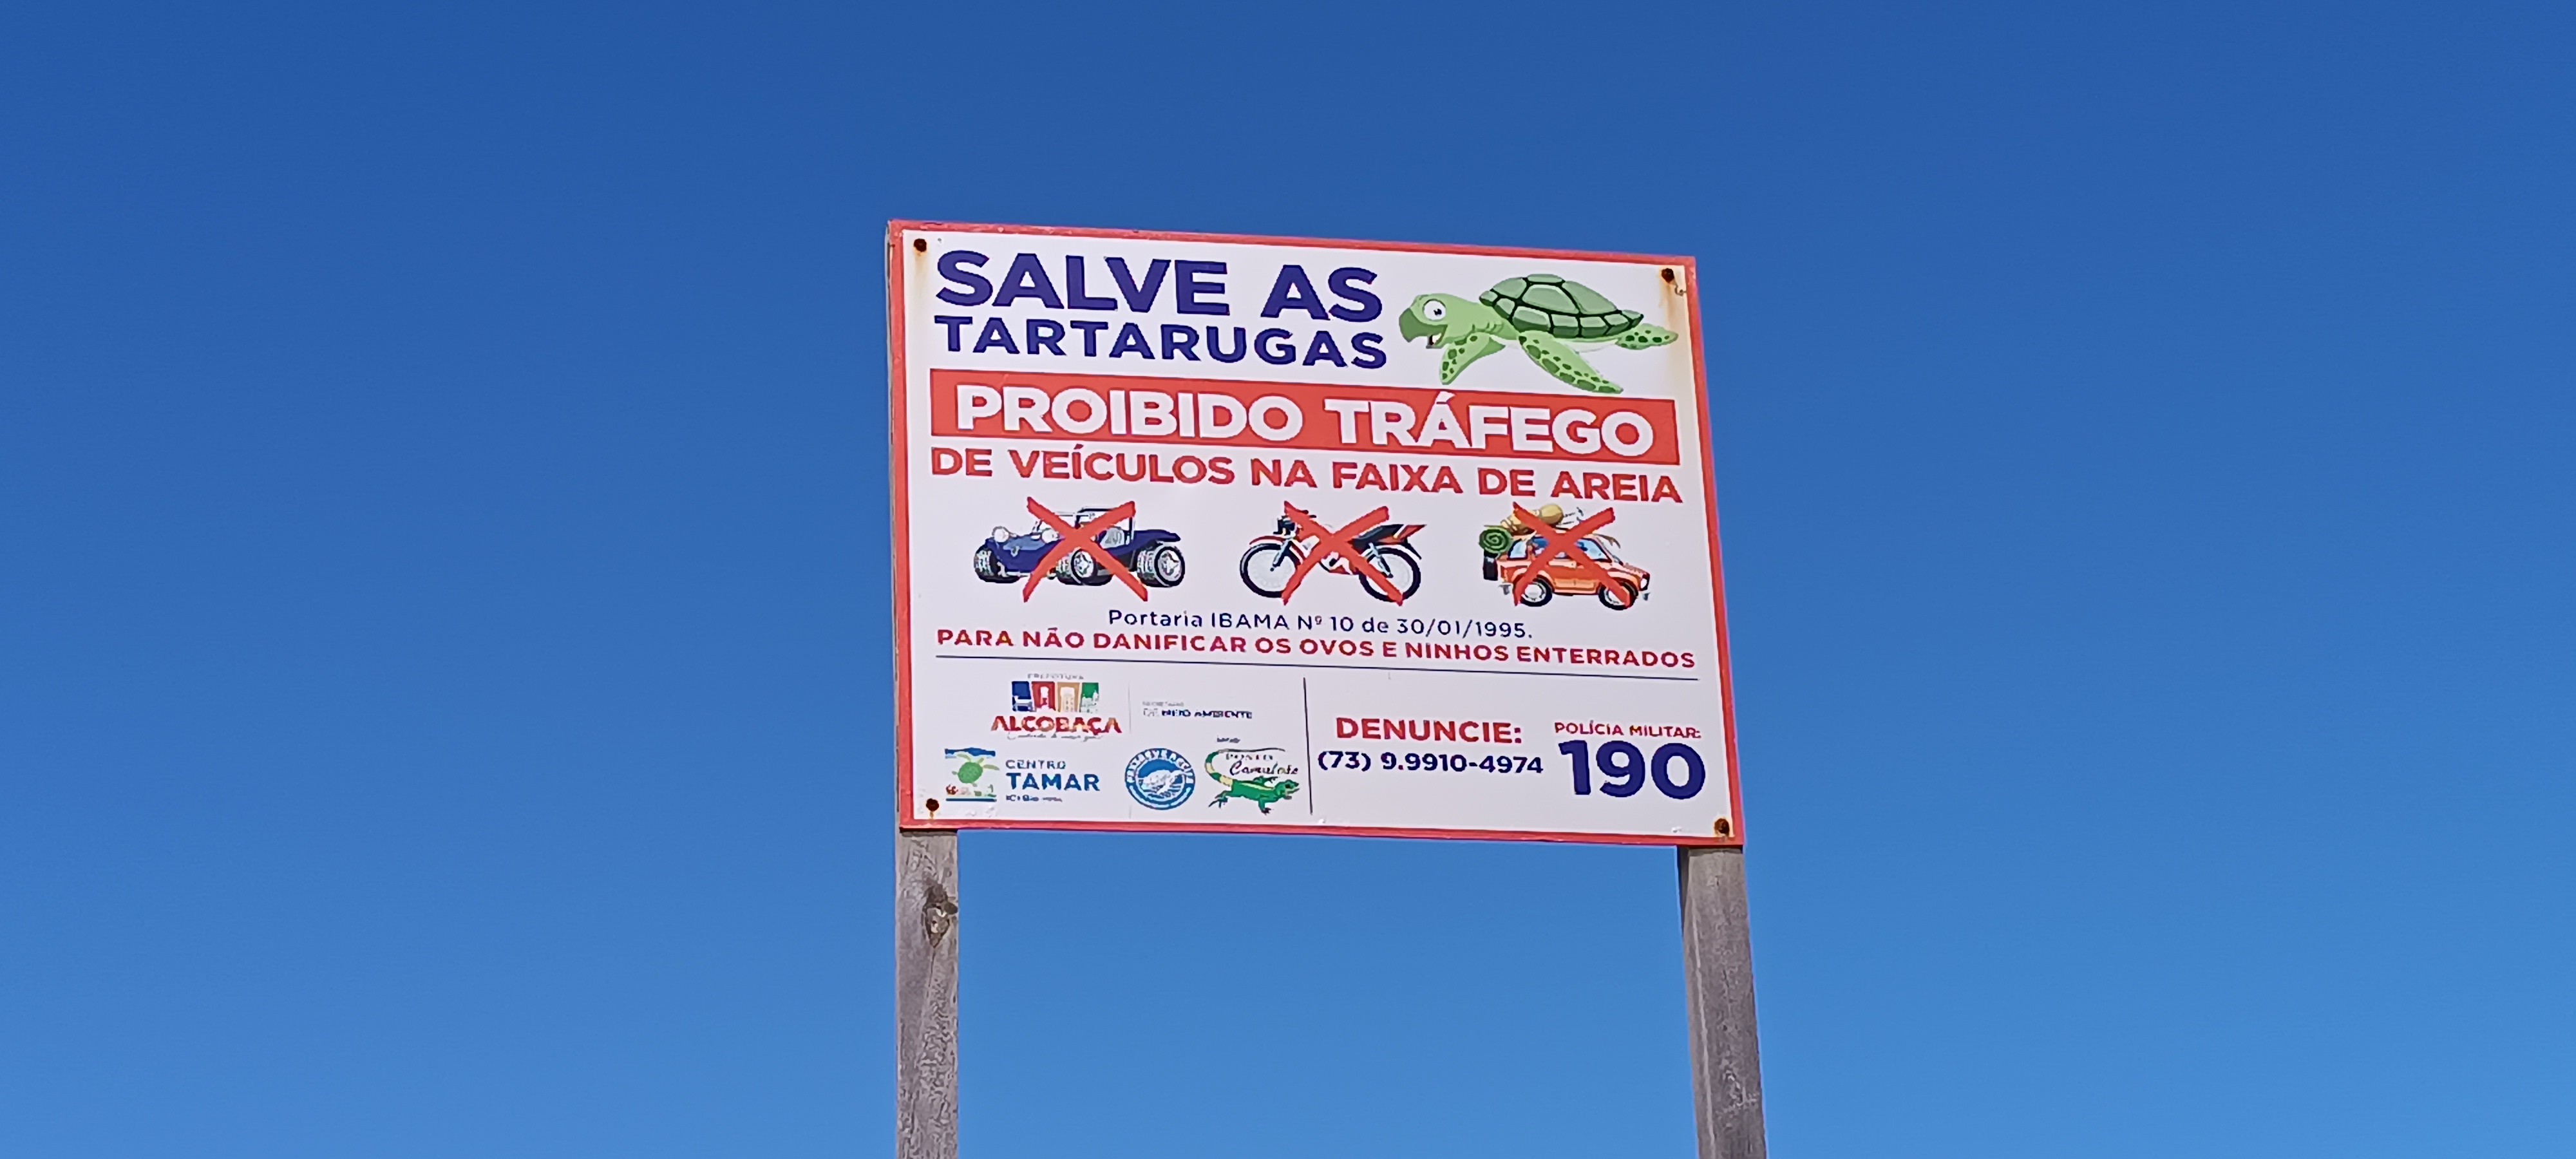 SALVE AS
TARTARUGAS
PROIBIDO TRÁFEGO
DE VEÍCULOS NA FAIXA DE AREIA
Portaria IBAMA Nº 10 de 30/01/1995.
PARA NÃO DANIFICAR OS OVOS E NINHOS ENTERRADOS
PREFEITURA
ALCOBAÇA
DE MEIO AMBIENTE
CENTRO
TAMAR
DENUNCIE:
(73) 9.9910-4974
POLÍCIA MILITAR:
190